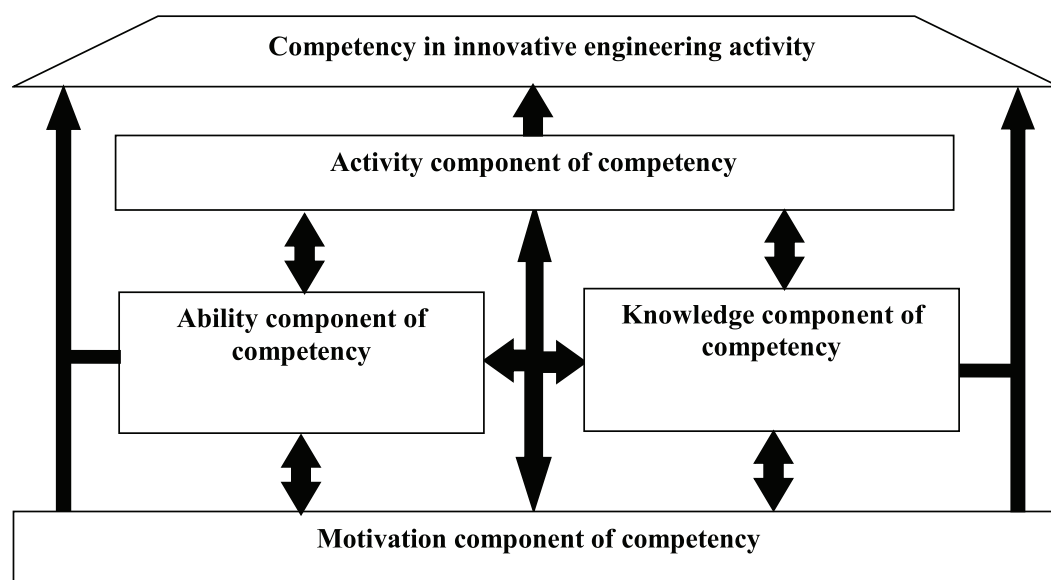 Competency in innovative engineering activity
Activity component of competency
Ability component of
competency
Knowledge component of
competency
Motivation component of competency